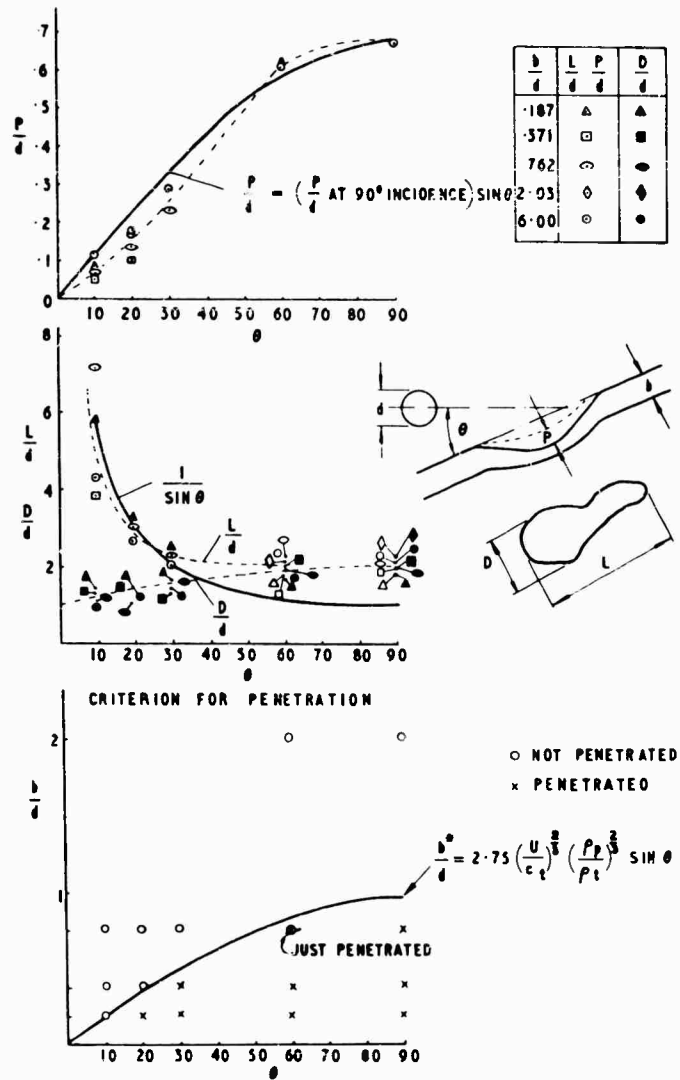 .7
.6
.5
.4
.3
.2
.1
0
P/d
10 20 30 40 50 60 70 80 90
θ
P/d = (P/d AT 90° INCIDENCE) SIN θ
b/d L/d P/d D/d
.187
.371
.762
2.03
6.00
8
6
4
2
D/d L/d
1/SIN θ
L/d
D/d
10 20 30 40 50 60 70 80 90
θ
d
θ
P
b
D
L
CRITERION FOR PENETRATION
b/d
2
1
O NOT PENETRATED
x PENETRATED
b*/d = 2.75 (U/c t)^2/3 (ρp/ρt)^2/3 SIN θ
JUST PENETRATED
10 20 30 40 50 60 70 80 90
θ